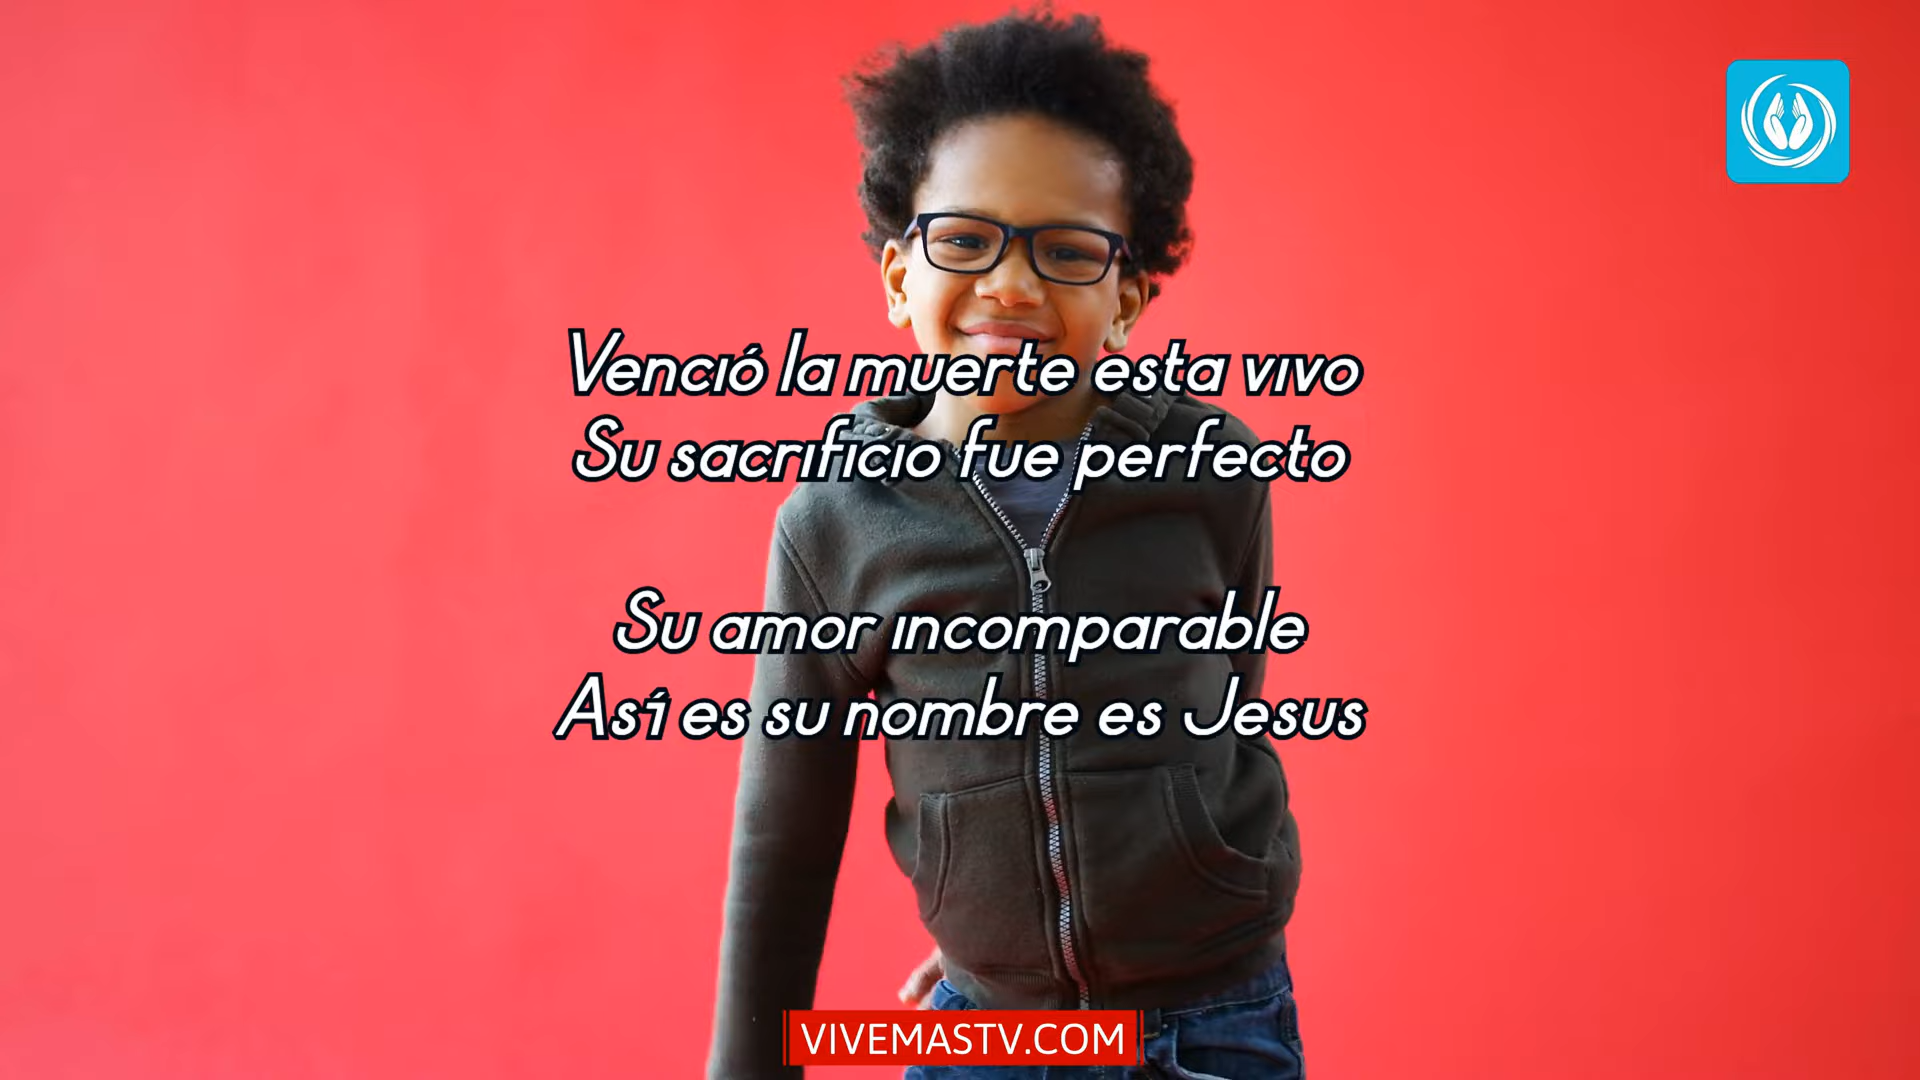 Venció la muerte esta vivo
Su sacrificio fue perfecto
Su amor incomparable
Así es su nombre es Jesus
VIVEMASTV.COM